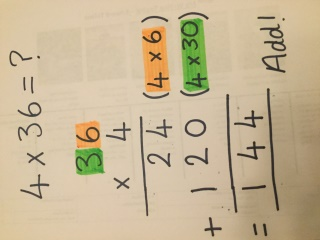 4 x 36 = ?
36
x 4
24 (4 x 6)
+ 120 (4 x 30)
= 144 Add!